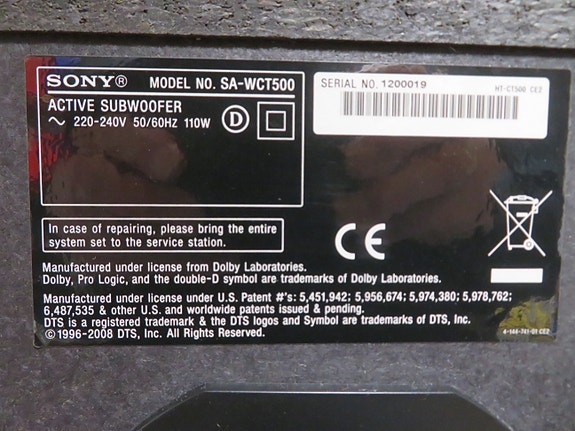 SONY® MODEL NO. SA-WCT500
ACTIVE SUBWOOFER
~ 220-240V 50/60HZ 110W D
SERIAL NO. 1200019
HT-CT500 CE2
In case of repairing, please bring the entire
system set to the service station.
CE
Manufactured under license from Dolby Laboratories.
Dolby, Pro Logic, and the double-D symbol are trademarks of Dolby Laboratories.
Manufactured under license under U.S. Patent #'s: 5,451,942; 5,956,674; 5,974,380; 5,978,762;
6,487,535 & other U.S. and worldwide patents issued & pending.
DTS is a registered trademark & the DTS logos and Symbol are trademarks of DTS, Inc.
©1996-2008 DTS, Inc. All Rights Reserved.
4-144-741-01 CE2